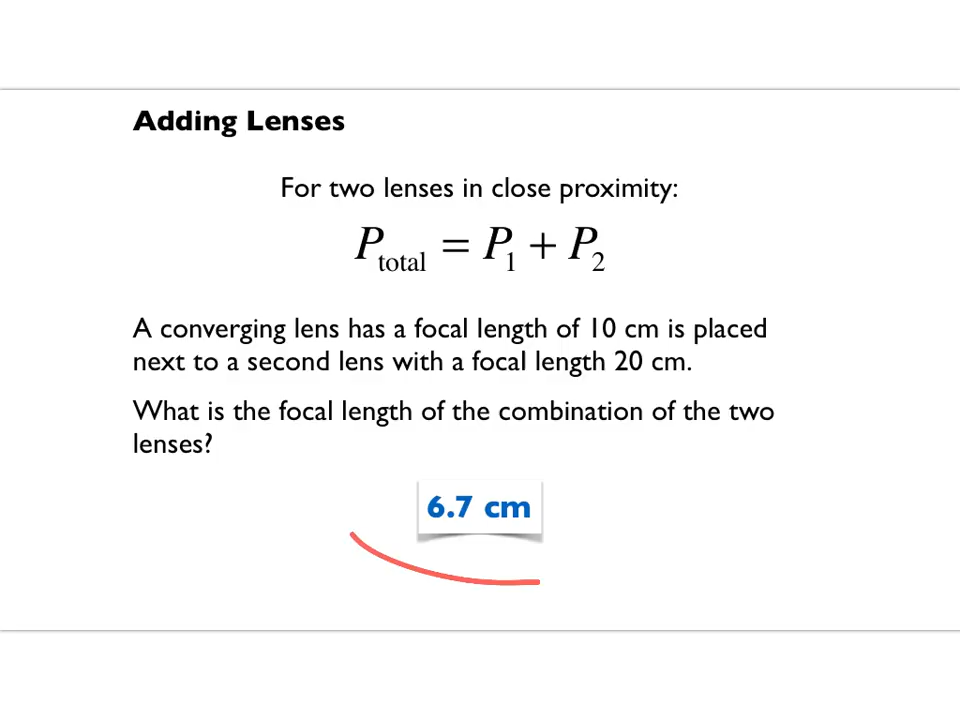 Adding Lenses
For two lenses in close proximity:
P_total = P_1 + P_2
A converging lens has a focal length of 10 cm is placed
next to a second lens with a focal length 20 cm.
What is the focal length of the combination of the two
lenses?
6.7 cm